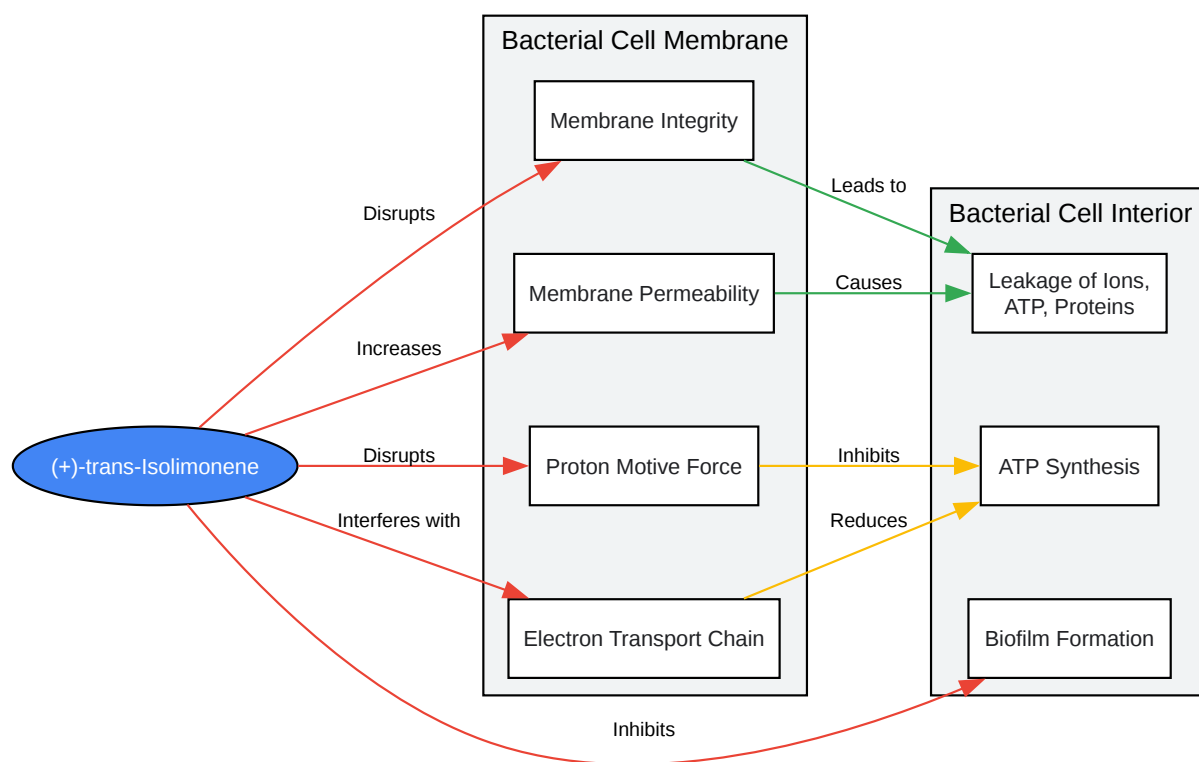 Bacterial Cell Membrane
Membrane Integrity
Leads to
Disrupts
Bacterial Cell Interior
Membrane Permeability
Causes
Leakage of Ions,
ATP, Proteins
Increases
(+)-trans-Isolimonene
Disrupts
Proton Motive Force
Inhibits
ATP Synthesis
Interferes with
Reduces
Electron Transport Chain
Biofilm Formation
Inhibits